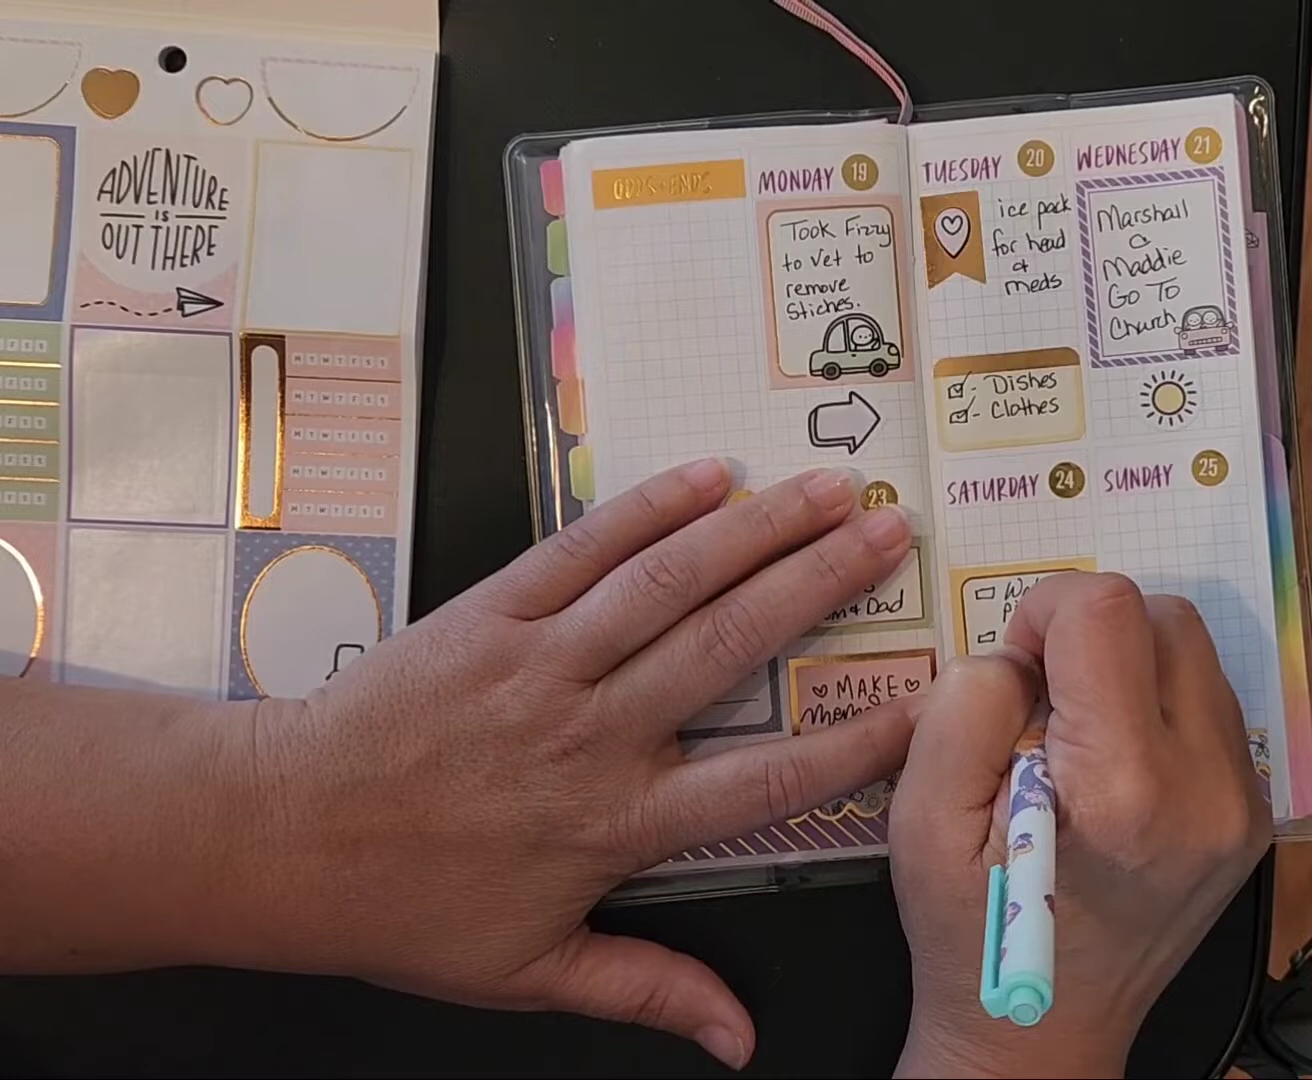 ADVENTURE
IS
OUT THERE
M T W T F S S
M T W T F S S
M T W T F S S
M T W T F S S
M T W T F S S
ODDS + ENDS
MONDAY 19
Took Fizzy
to vet to
remove
Stiches.
TUESDAY 20
ice pack
for head
&
meds
- Dishes
- Clothes
WEDNESDAY 21
Marshall
&
Maddie
Go To
Church
23
& Dad
MAKE
SATURDAY 24
SUNDAY 25